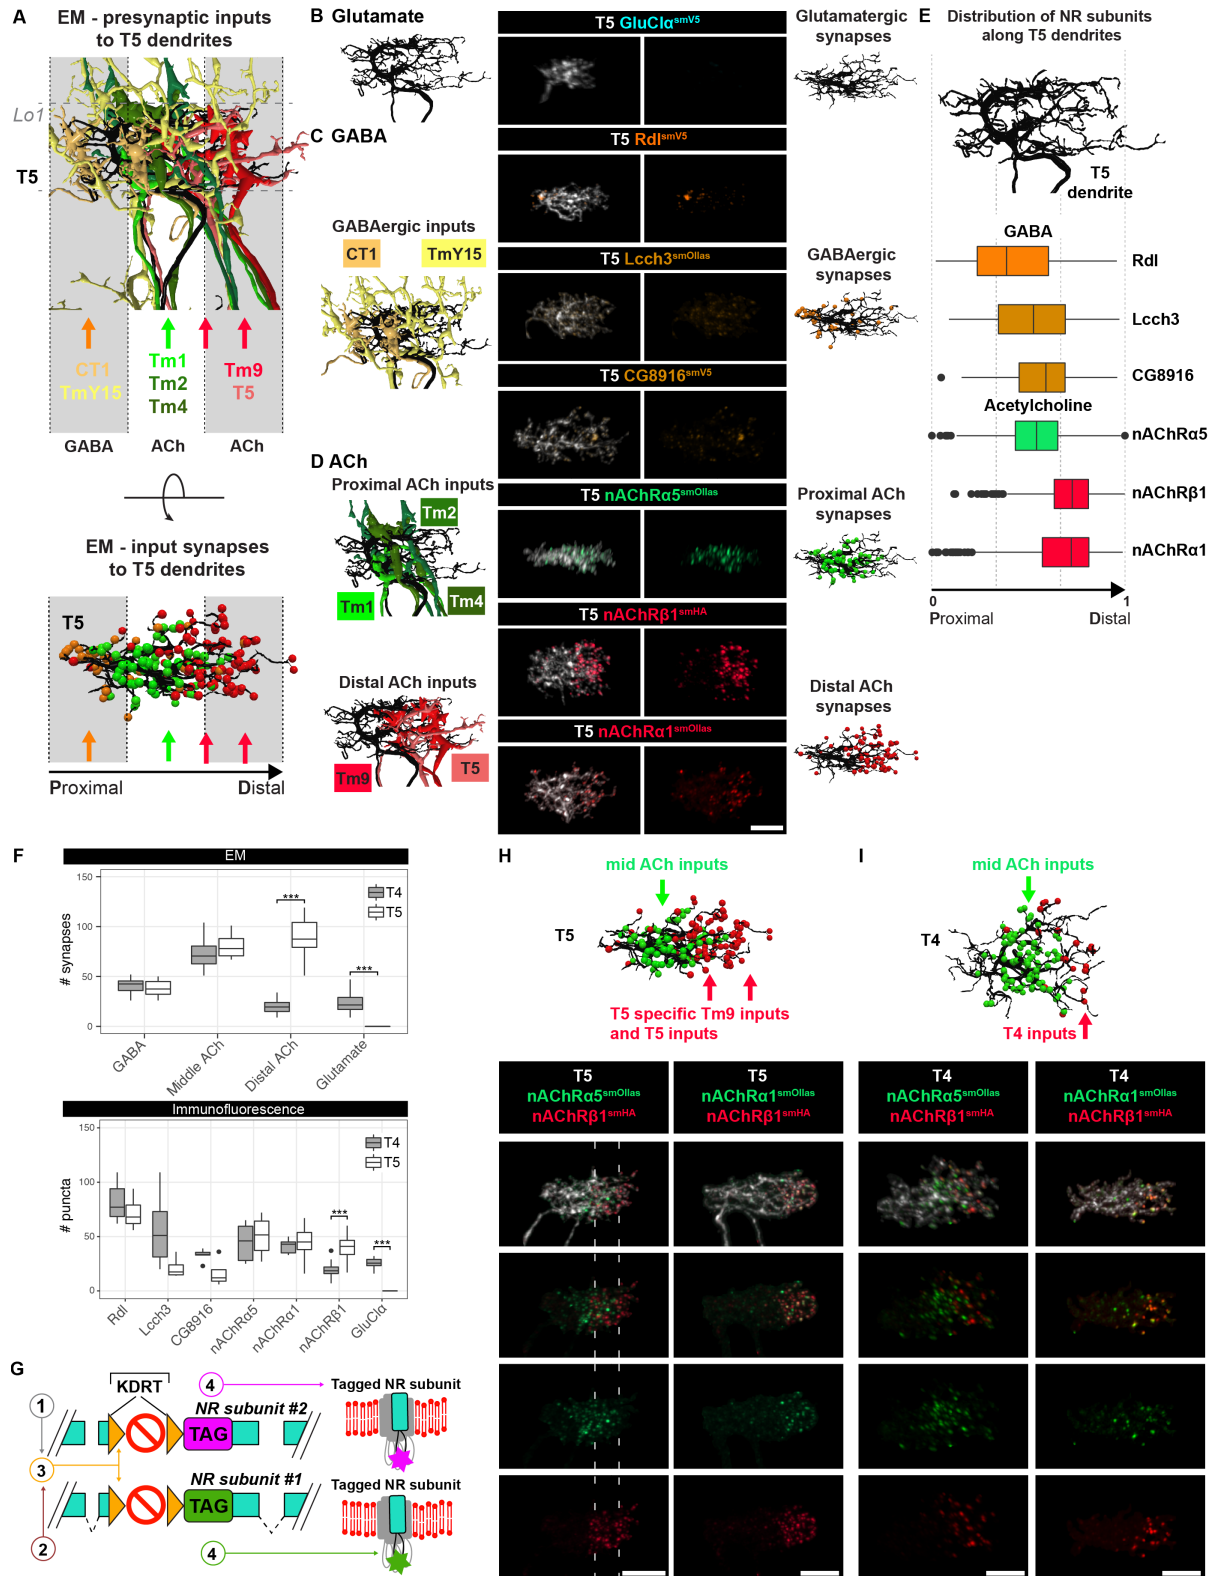 A
EM - presynaptic inputs
to T5 dendrites
Lo1
T5
CT1
TmY15
Tm1
Tm2
Tm4
Tm9
T5
GABA
ACh
ACh
EM - input synapses
to T5 dendrites
T5
Proximal
Distal
B Glutamate
C GABA
GABAergic inputs
CT1
TmY15
D ACh
Proximal ACh inputs
Tm2
Tm1
Tm4
Distal ACh inputs
Tm9
T5
T5 GluClα^smV5
T5 Rdl^smV5
T5 Lcch3^smOllas
T5 CG8916^smV5
T5 nAChRα5^smOllas
T5 nAChRβ1^smHA
T5 nAChRα1^smOllas
Glutamatergic
synapses
GABAergic
synapses
Proximal ACh
synapses
Distal ACh
synapses
E
Distribution of NR subunits
along T5 dendrites
T5
dendrite
GABA
Rdl
Lcch3
CG8916
Acetylcholine
nAChRα5
nAChRβ1
nAChRα1
0
1
Proximal
Distal
F
EM
# synapses
150
100
50
0
***
***
T4
T5
GABA
Middle ACh
Distal ACh
Glutamate
Immunofluorescence
# puncta
150
100
50
0
***
***
T4
T5
Rdl
Lcch3
CG8916
nAChRα5
nAChRα1
nAChRβ1
GluClα
G
KDRT
4
Tagged NR subunit
1
NR subunit #2
TAG
3
NR subunit #1
Tagged NR subunit
TAG
2
4
H
mid ACh inputs
T5
T5 specific Tm9 inputs
and T5 inputs
I
mid ACh inputs
T4
T4 inputs
T5
nAChRα5^smOllas
nAChRβ1^smHA
T5
nAChRα1^smOllas
nAChRβ1^smHA
T4
nAChRα5^smOllas
nAChRβ1^smHA
T4
nAChRα1^smOllas
nAChRβ1^smHA